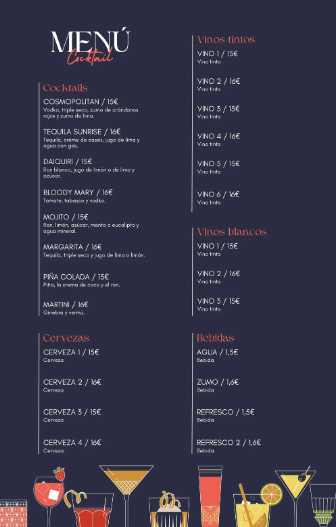 MENÚ
Cocktail
Cocktails
COSMOPOLITAN / 15€
Vodka, triple seco, zumo de arándanos
rojos y zumo de lima.
TEQUILA SUNRISE / 16€
Tequila, crème de cassis, jugo de lima y
agua con gas.
DAIQUIRI / 15€
Ron blanco, jugo de limón o de lima y
azúcar.
BLOODY MARY / 16€
Tomate, tabasco y vodka.
MOJITO / 15€
Ron, limón, azúcar, menta o eucalipto y
agua mineral.
MARGARITA / 16€
Tequila, triple seco y jugo de lima o limón.
PIÑA COLADA / 15€
Piña, la crema de coco y el ron.
MARTINI / 16€
Ginebra y vermú.
Cervezas
CERVEZA 1 / 15€
Cerveza
CERVEZA 2 / 16€
Cerveza
CERVEZA 3 / 15€
Cerveza
CERVEZA 4 / 16€
Cerveza
Vinos tintos
VINO 1 / 15€
Vino tinto
VINO 2 / 16€
Vino tinto
VINO 3 / 15€
Vino tinto
VINO 4 / 16€
Vino tinto
VINO 5 / 15€
Vino tinto
VINO 6 / 16€
Vino tinto
Vinos blancos
VINO 1 / 15€
Vino tinto
VINO 2 / 16€
Vino tinto
VINO 3 / 15€
Vino tinto
Bebidas
AGUA / 1,5€
Bebida
ZUMO / 1,6€
Bebida
REFRESCO / 1,5€
Bebida
REFRESCO 2 / 1,6€
Bebida